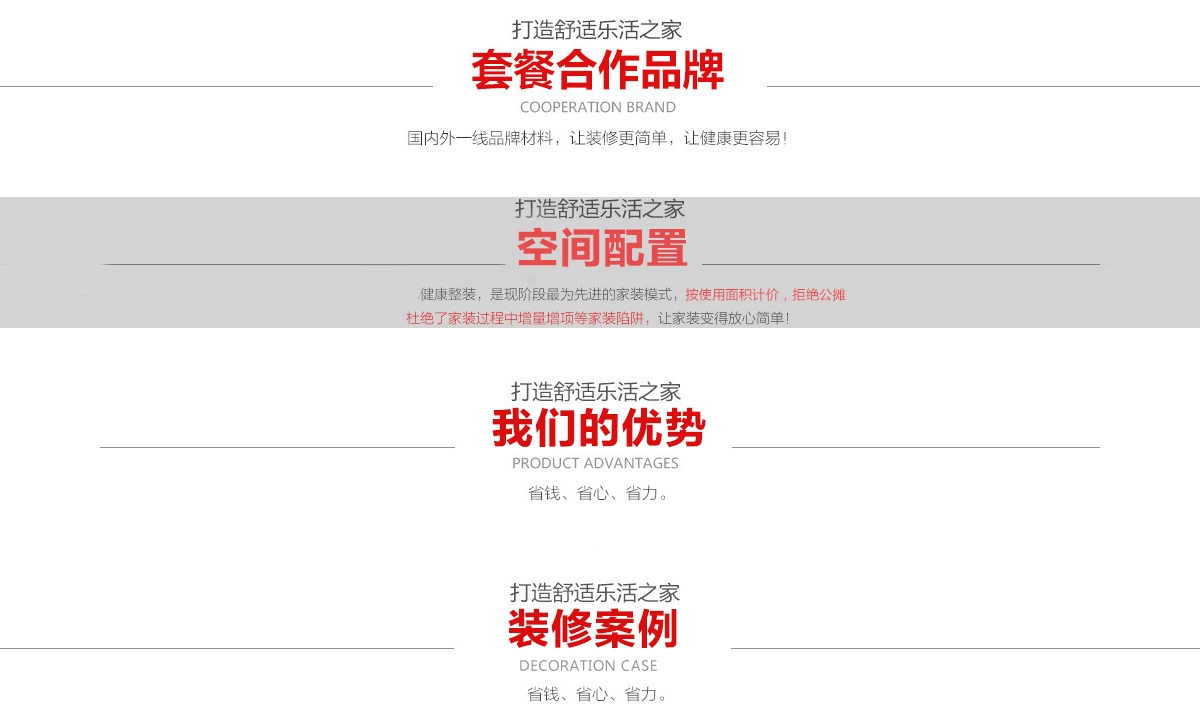 打造舒适乐活之家
套餐合作品牌
COOPERATION BRAND
国内外一线品牌材料，让装修更简单，让健康更容易！
打造舒适乐活之家
空间配置
健康整装，是现阶段最为先进的家装模式，按使用面积计价，拒绝公摊
杜绝了家装过程中增量增项等家装陷阱，让家装变得放心简单！
打造舒适乐活之家
我们的优势
PRODUCT ADVANTAGES
省钱、省心、省力。
打造舒适乐活之家
装修案例
DECORATION CASE
省钱、省心、省力。